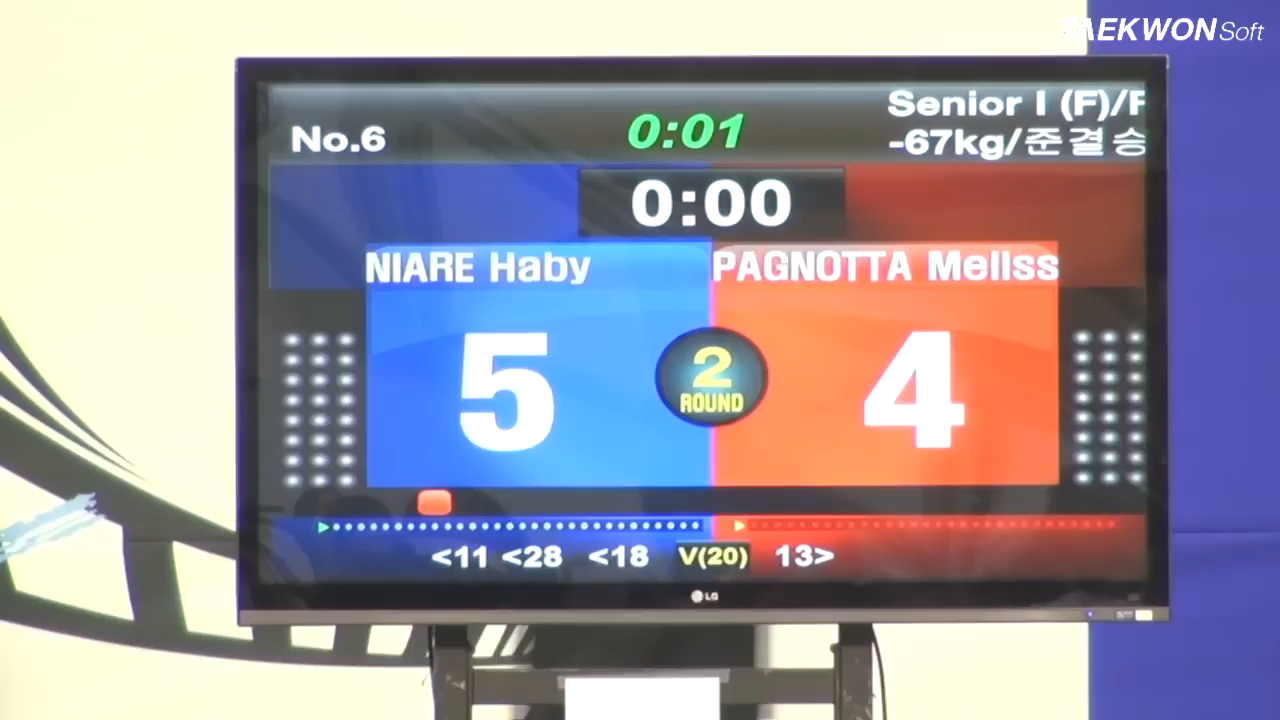 TAEKWONSoft
Senior I (F)/F
No.6
0:01
-67kg/준결승
0:00
NIARE Haby
PAGNOTTA Meliss
5
2
ROUND
4
<11 <28 <18 V(20) 13>
LG